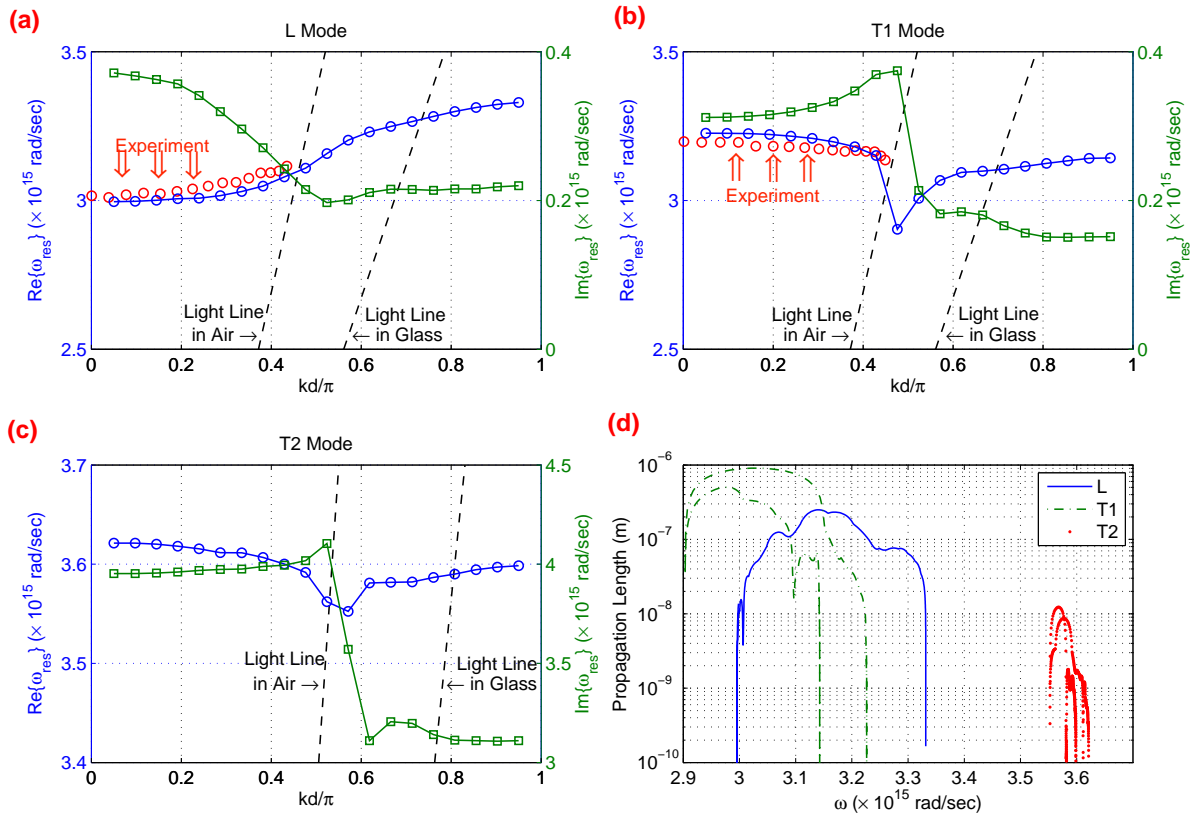 (a)
L Mode
3.5
3
2.5
Re{ω_res} (× 10^15 rad/sec)
0.4
0.2
0
Im{ω_res} (× 10^15 rad/sec)
Experiment
Light Line
in Air →
Light Line
← in Glass
0 0.2 0.4 0.6 0.8 1
kd/π
(b)
T1 Mode
3.5
3
2.5
Re{ω_res} (× 10^15 rad/sec)
0.4
0.2
0
Im{ω_res} (× 10^15 rad/sec)
Experiment
Light Line
in Air →
Light Line
← in Glass
0 0.2 0.4 0.6 0.8 1
kd/π
(c)
T2 Mode
3.7
3.6
3.5
3.4
Re{ω_res} (× 10^15 rad/sec)
4.5
4
3.5
3
Im{ω_res} (× 10^15 rad/sec)
Light Line
in Air →
Light Line
← in Glass
0 0.2 0.4 0.6 0.8 1
kd/π
(d)
10^−6
10^−7
10^−8
10^−9
10^−10
Propagation Length (m)
L
T1
T2
2.9 3 3.1 3.2 3.3 3.4 3.5 3.6
ω (× 10^15 rad/sec)